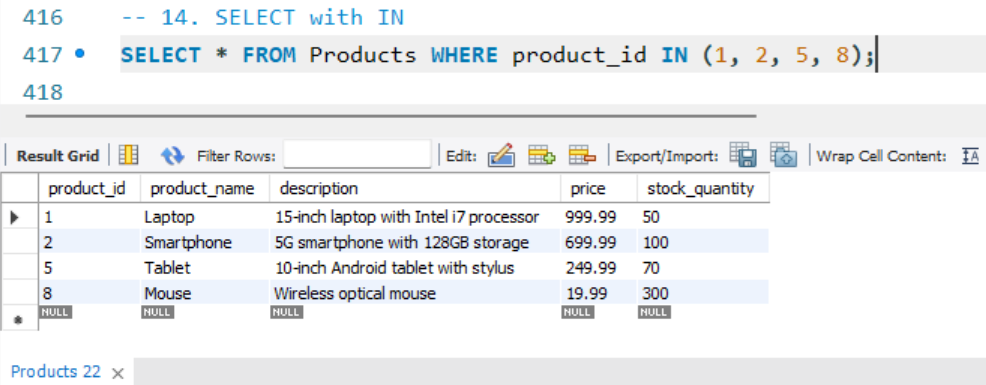 416 -- 14. SELECT with IN
417 SELECT * FROM Products WHERE product_id IN (1, 2, 5, 8);
418
Result Grid Filter Rows: Edit: Export/Import: Wrap Cell Content: IA
product_id product_name description price stock_quantity
1 Laptop 15-inch laptop with Intel i7 processor 999.99 50
2 Smartphone 5G smartphone with 128GB storage 699.99 100
5 Tablet 10-inch Android tablet with stylus 249.99 70
8 Mouse Wireless optical mouse 19.99 300
NULL NULL NULL NULL NULL
Products 22 ×